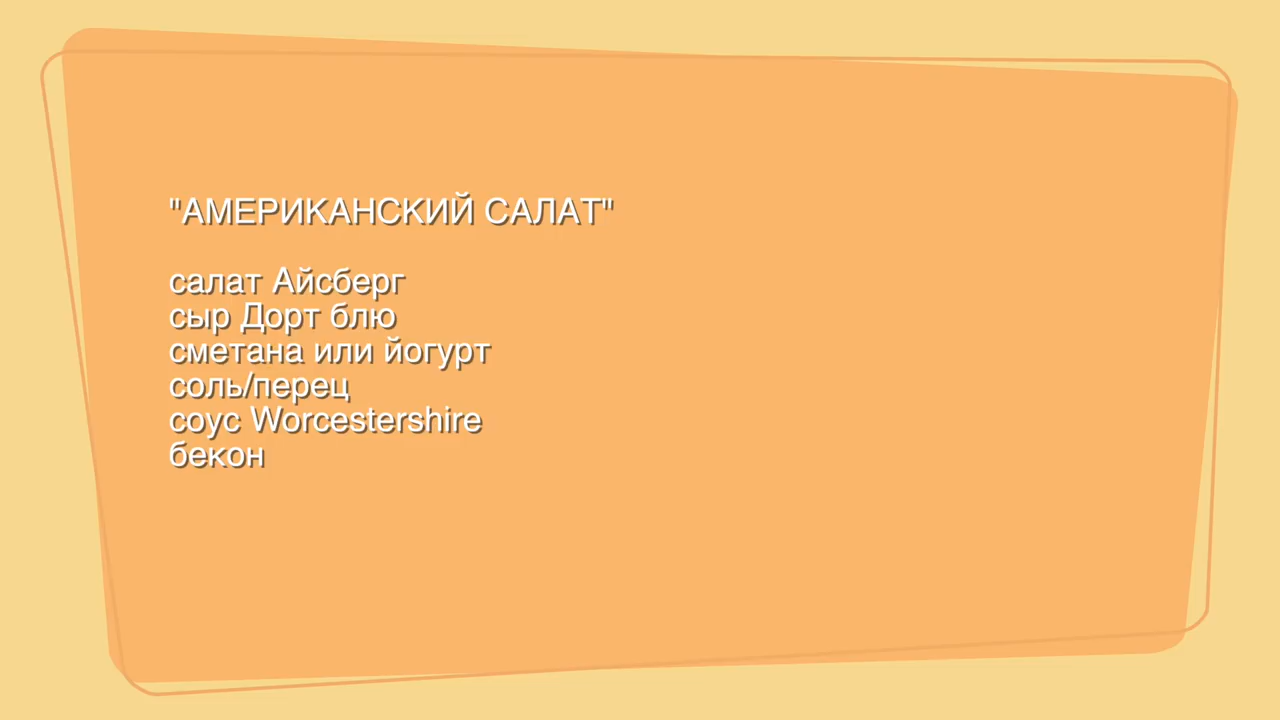 "АМЕРИКАНСКИЙ САЛАТ"
салат Айсберг
сыр Дорт блю
сметана или йогурт
соль/перец
соус Worcestershire
бекон